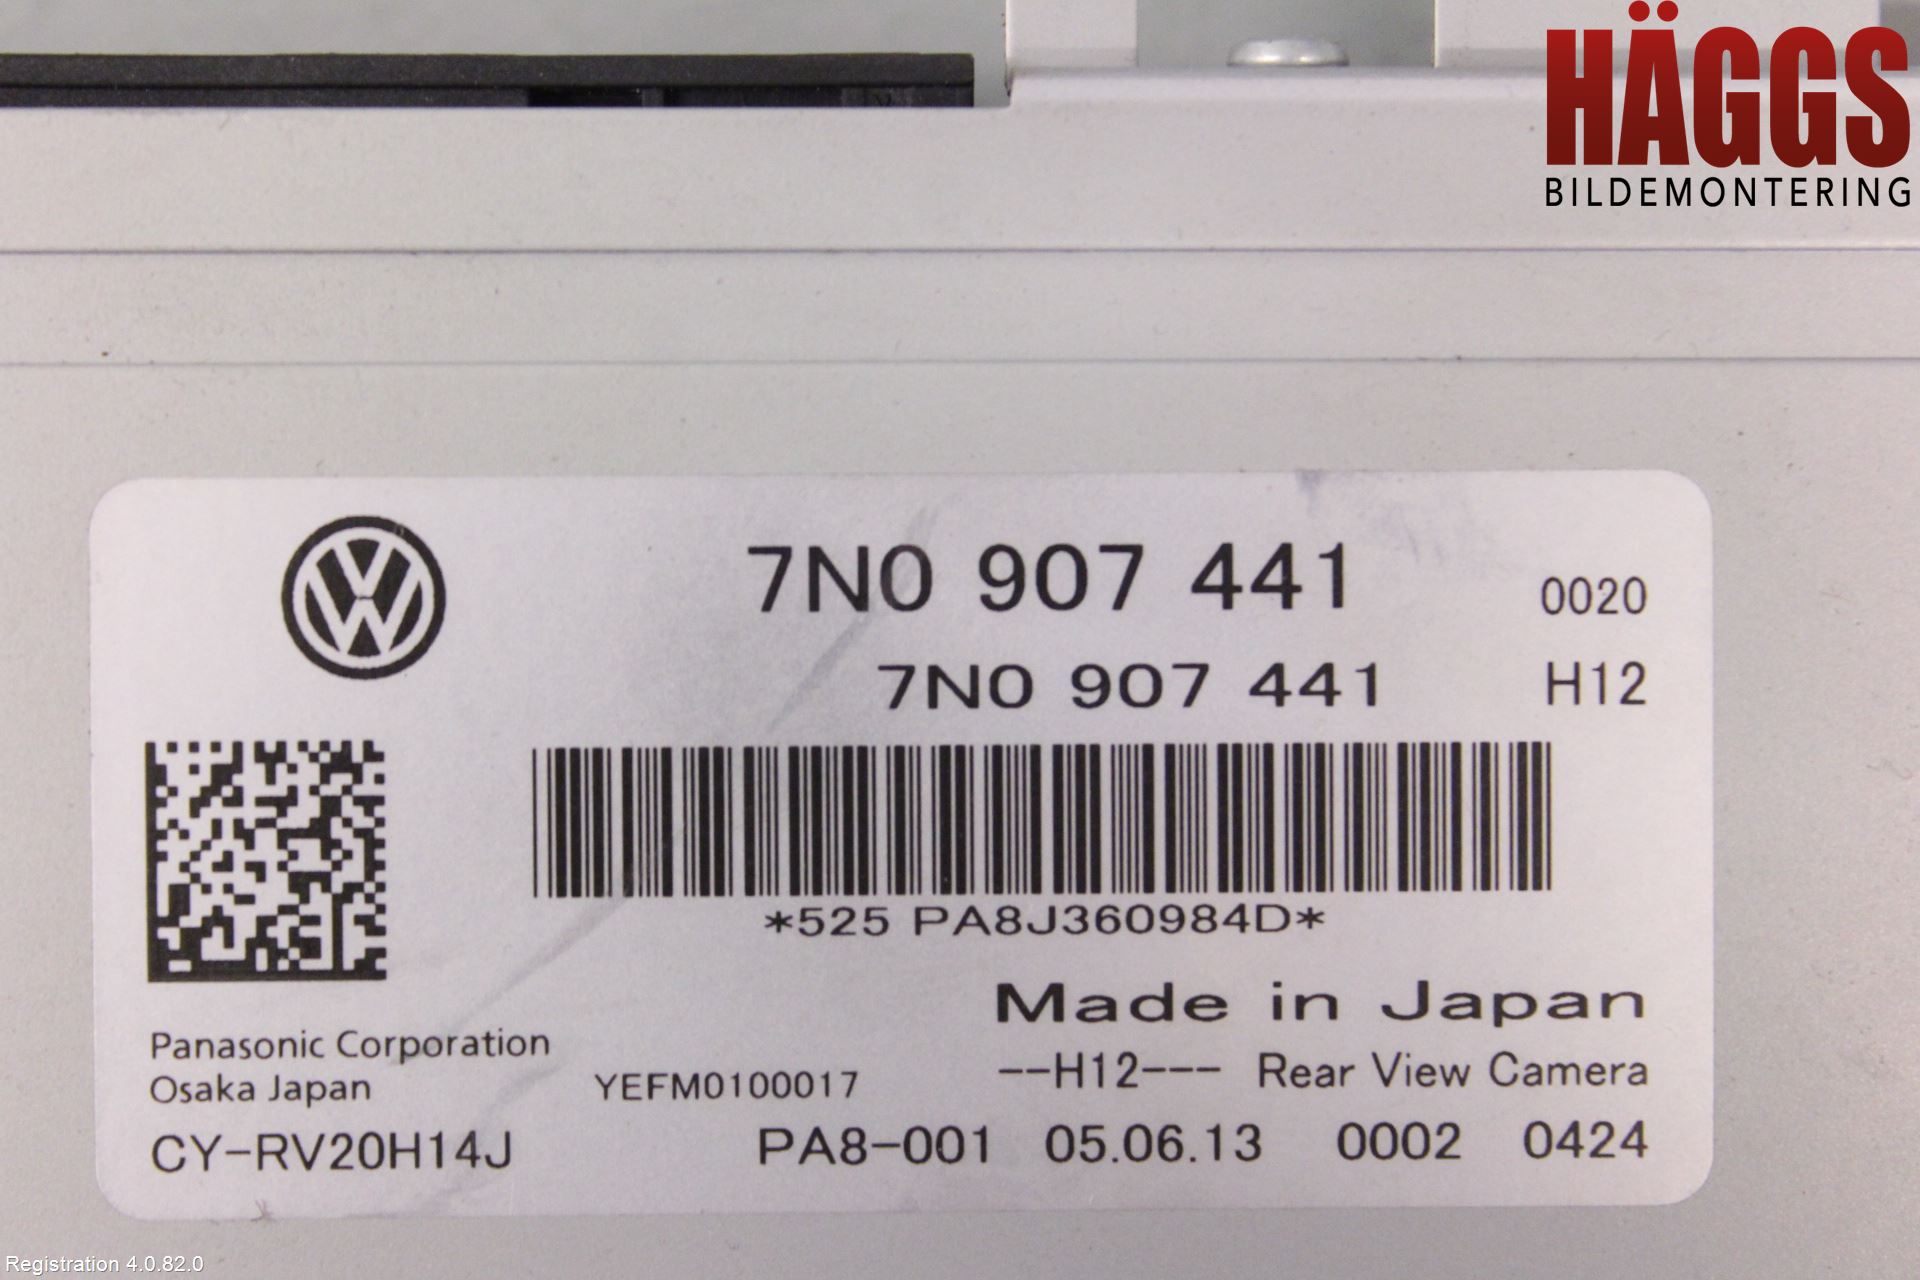 HÄGGS
BILDEMONTERING
7N0 907 441 0020
7N0 907 441 H12
*525 PA8J360984D*
Made in Japan
Panasonic Corporation
Osaka Japan
YEFM0100017
--H12--- Rear View Camera
CY-RV20H14J
PA8-001 05.06.13 0002 0424
Registration 4.0.82.0